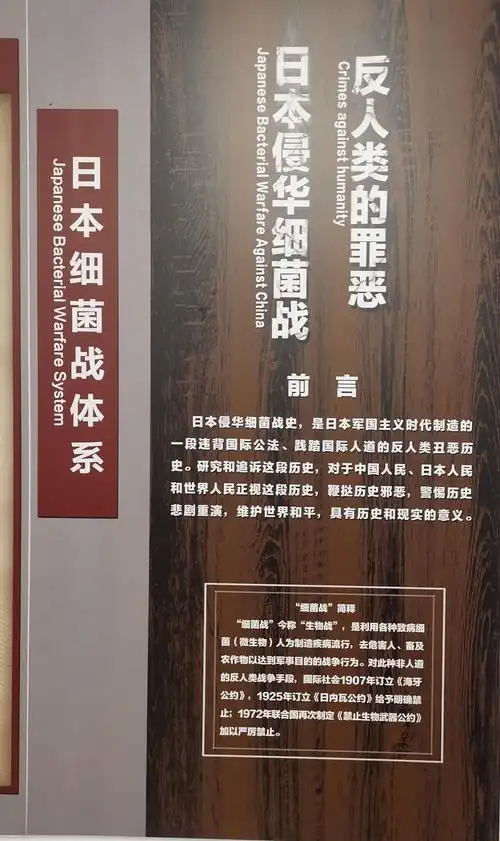 反人类的罪恶
Crimes against humanity
日本侵华细菌战
Japanese Bacterial Warfare Against China
前言
日本侵华细菌战史，是日本军国主义时代制造的
一段违背国际公法、践踏国际人道的反人类丑恶历
史。研究和追诉这段历史，对于中国人民、日本人民
和世界人民正视这段历史，鞭挞历史邪恶，警惕历史
悲剧重演，维护世界和平，具有历史和现实的意义。
“细菌战”简释
“细菌战”今称“生物战”，是利用各种致病细
菌（微生物）人为制造疾病流行，去危害人、畜及
农作物以达到军事目的的战争行为。对此种非人道
的反人类战争手段，国际社会1907年订立《海牙
公约》，1925年订立《日内瓦公约》给予明确禁
止；1972年联合国再次制定《禁止生物武器公约》
加以严厉禁止。
日本细菌战体系
Japanese Bacterial Warfare System